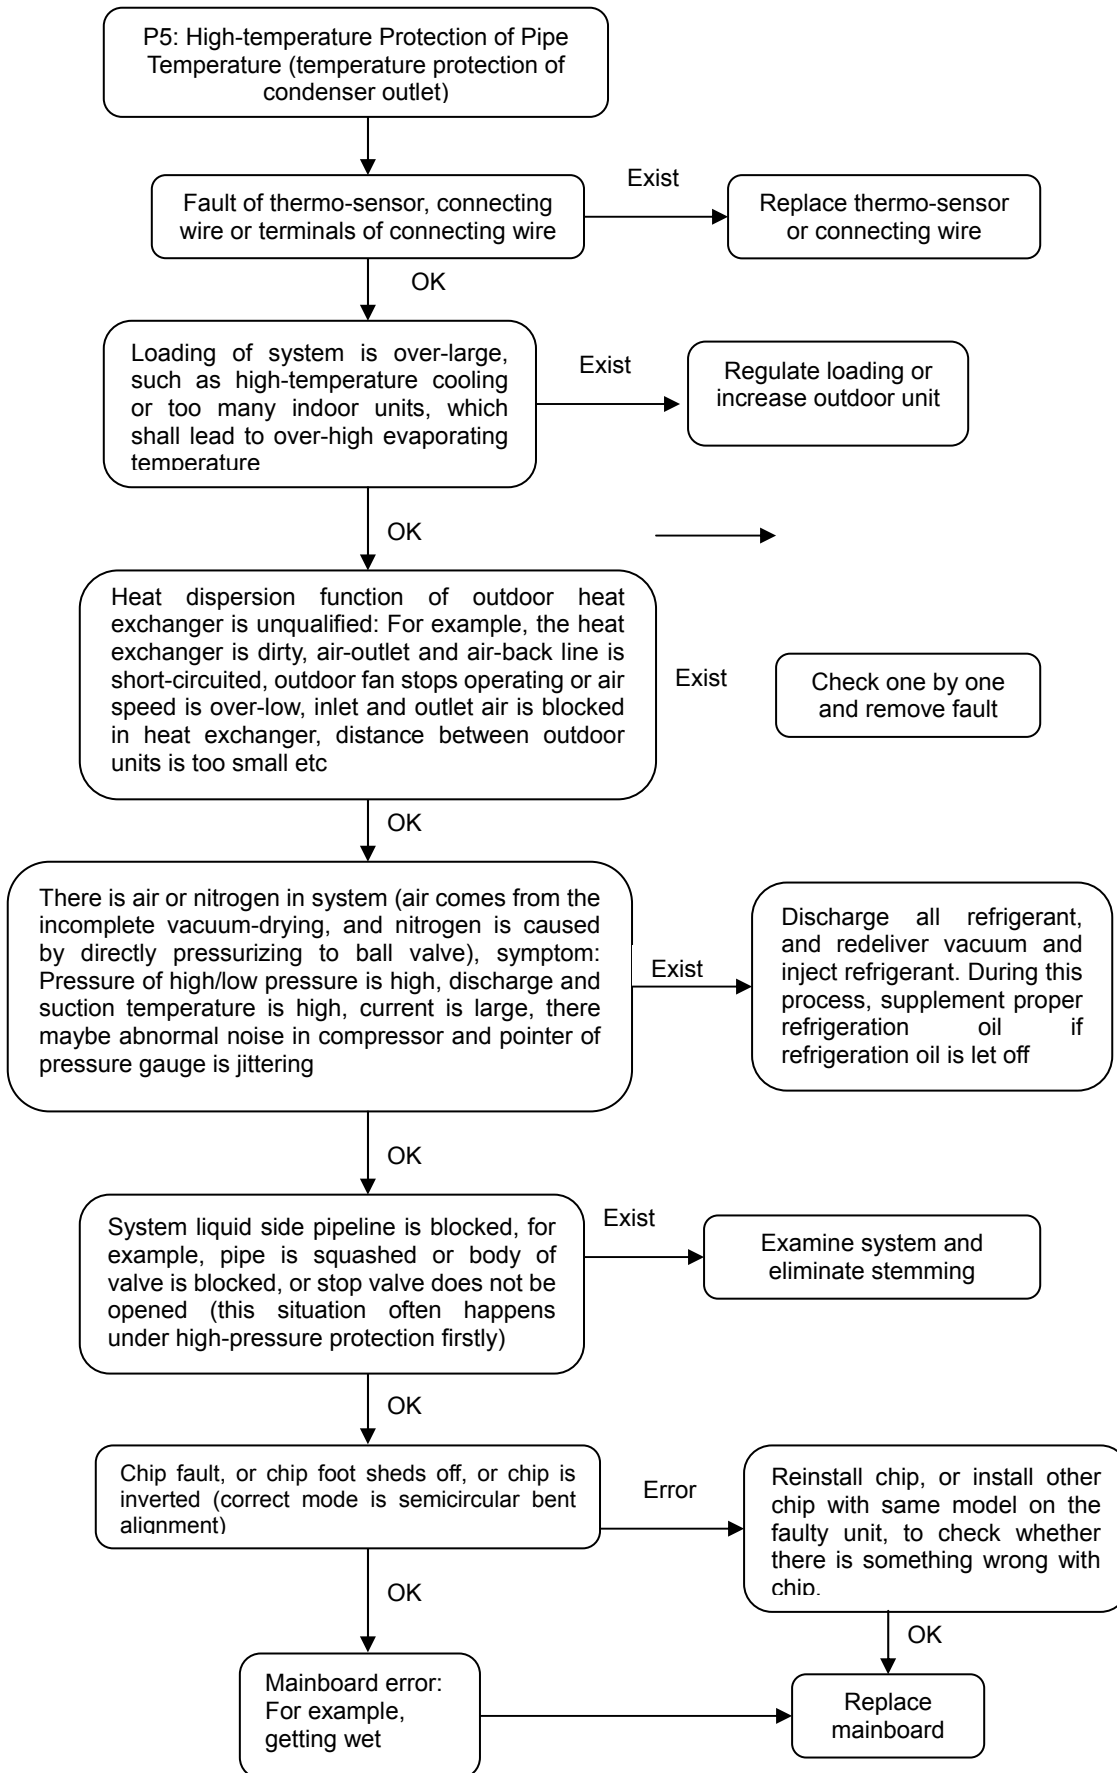 P5: High-temperature Protection of Pipe
Temperature (temperature protection of
condenser outlet)
Fault of thermo-sensor, connecting
wire or terminals of connecting wire
Exist
Replace thermo-sensor
or connecting wire
OK
Loading of system is over-large,
such as high-temperature cooling
or too many indoor units, which
shall lead to over-high evaporating
temperature
Exist
Regulate loading or
increase outdoor unit
OK
Heat dispersion function of outdoor heat
exchanger is unqualified: For example, the heat
exchanger is dirty, air-outlet and air-back line is
short-circuited, outdoor fan stops operating or air
speed is over-low, inlet and outlet air is blocked
in heat exchanger, distance between outdoor
units is too small etc
Exist
Check one by one
and remove fault
OK
There is air or nitrogen in system (air comes from the
incomplete vacuum-drying, and nitrogen is caused
by directly pressurizing to ball valve), symptom:
Pressure of high/low pressure is high, discharge and
suction temperature is high, current is large, there
maybe abnormal noise in compressor and pointer of
pressure gauge is jittering
Exist
Discharge all refrigerant,
and redeliver vacuum and
inject refrigerant. During this
process, supplement proper
refrigeration oil if
refrigeration oil is let off
OK
System liquid side pipeline is blocked, for
example, pipe is squashed or body of
valve is blocked, or stop valve does not be
opened (this situation often happens
under high-pressure protection firstly)
Exist
Examine system and
eliminate stemming
OK
Chip fault, or chip foot sheds off, or chip is
inverted (correct mode is semicircular bent
alignment)
Error
Reinstall chip, or install other
chip with same model on the
faulty unit, to check whether
there is something wrong with
chip.
OK
OK
Mainboard error:
For example,
getting wet
Replace
mainboard